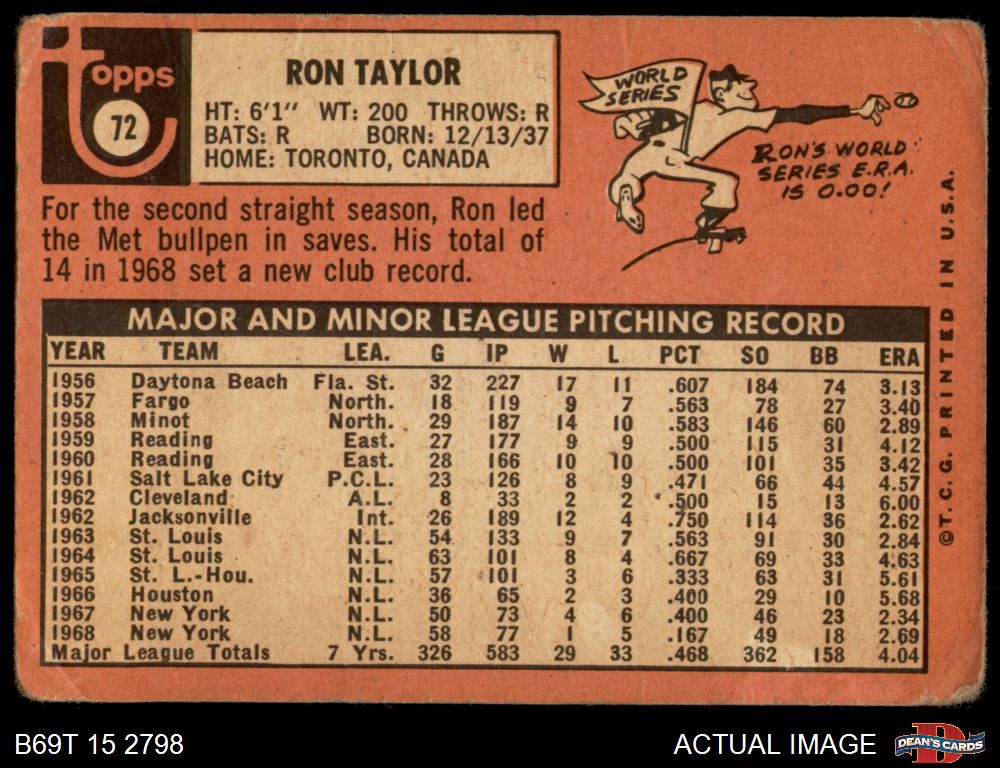 topps
72
RON TAYLOR
HT: 6'1" WT: 200 THROWS: R
BATS: R BORN: 12/13/37
HOME: TORONTO, CANADA
WORLD
SERIES
RON'S WORLD
SERIES E.R.A.
IS 0.00!
For the second straight season, Ron led
the Met bullpen in saves. His total of
14 in 1968 set a new club record.
MAJOR AND MINOR LEAGUE PITCHING RECORD
YEAR TEAM LEA. G IP W L PCT SO BB ERA
1956 Daytona Beach Fla. St. 32 227 17 11 .607 184 74 3.13
1957 Fargo North. 18 119 9 7 .563 78 27 3.40
1958 Minot North. 29 187 14 10 .583 146 60 2.89
1959 Reading East. 27 177 9 9 .500 115 31 4.12
1960 Reading East. 28 166 10 10 .500 101 35 3.42
1961 Salt Lake City P.C.L. 23 126 8 9 .471 66 44 4.57
1962 Cleveland A.L. 8 33 2 2 .500 15 13 6.00
1962 Jacksonville Int. 26 189 12 4 .750 114 36 2.62
1963 St. Louis N.L. 54 133 9 7 .563 91 30 2.84
1964 St. Louis N.L. 63 101 8 4 .667 69 33 4.63
1965 St. L.-Hou. N.L. 57 101 3 6 .333 63 31 5.61
1966 Houston N.L. 36 65 2 3 .400 29 10 5.68
1967 New York N.L. 50 73 4 6 .400 46 23 2.34
1968 New York N.L. 58 77 1 5 .167 49 18 2.69
Major League Totals 7 Yrs. 326 583 29 33 .468 362 158 4.04
©T.C.G. PRINTED IN U.S.A.
B69T 15 2798
ACTUAL IMAGE
D
DEAN'S CARDS